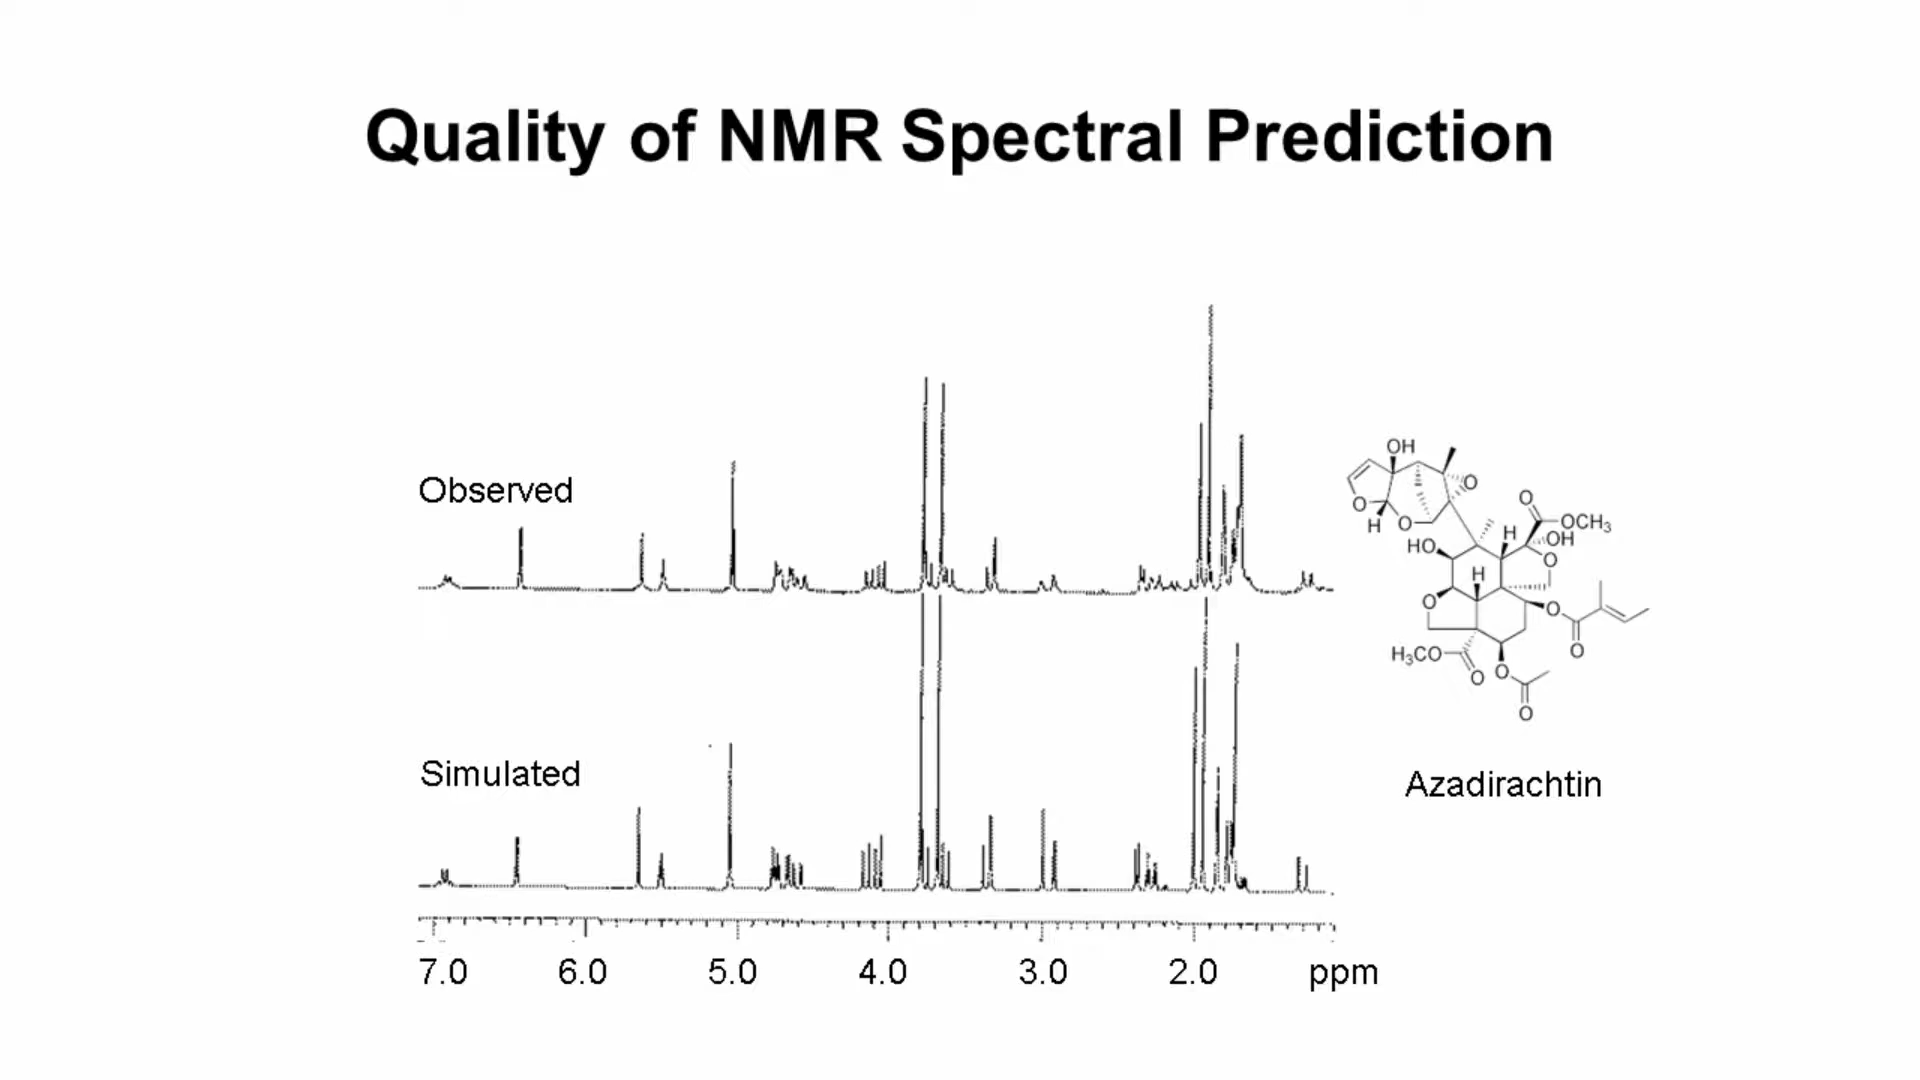 Quality of NMR Spectral Prediction
Observed
Simulated
7.0 6.0 5.0 4.0 3.0 2.0 ppm
OH
O
O
H
O
O
OCH₃
HO
H
OH
O
H
O
O
O
H₃CO
O
O
O
Azadirachtin